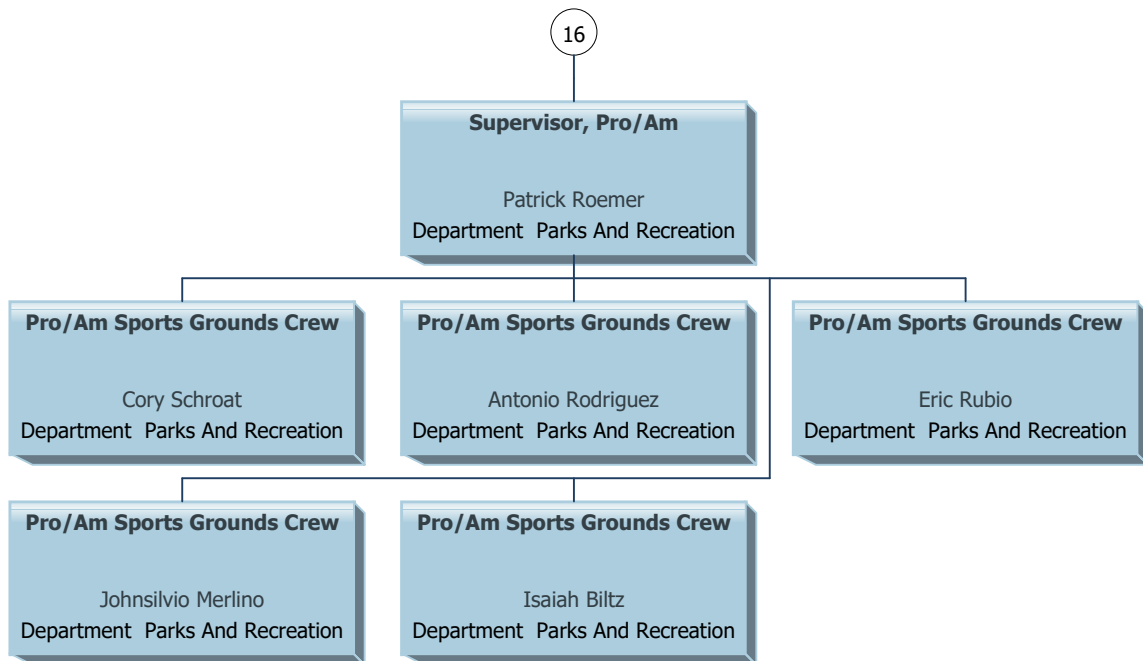 16
Supervisor, Pro/Am
Patrick Roemer
Department  Parks And Recreation
Pro/Am Sports Grounds Crew
Cory Schroat
Department  Parks And Recreation
Pro/Am Sports Grounds Crew
Antonio Rodriguez
Department  Parks And Recreation
Pro/Am Sports Grounds Crew
Eric Rubio
Department  Parks And Recreation
Pro/Am Sports Grounds Crew
Johnsilvio Merlino
Department  Parks And Recreation
Pro/Am Sports Grounds Crew
Isaiah Biltz
Department  Parks And Recreation